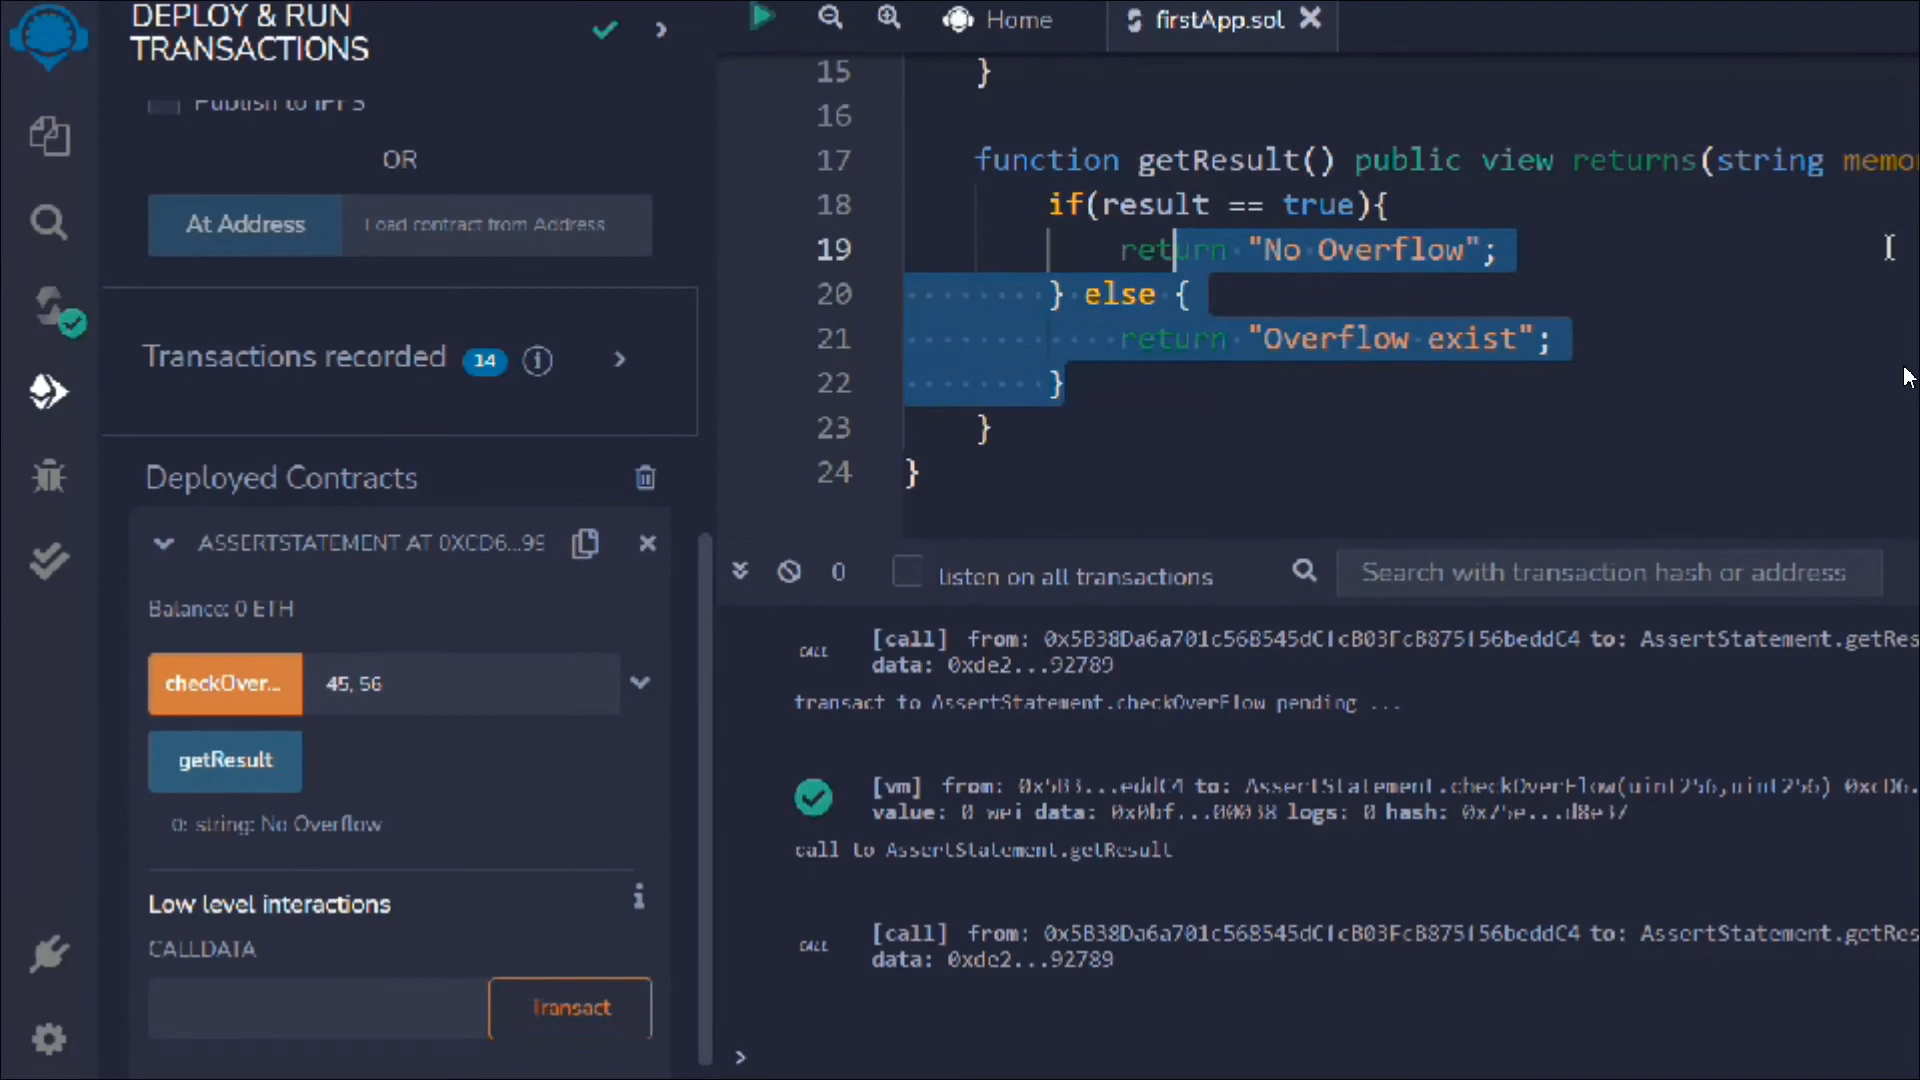 DEPLOY & RUN
TRANSACTIONS
Publish to IPFS
OR
At Address
Load contract from Address
Transactions recorded 14
Deployed Contracts
ASSERTSTATEMENT AT 0XCD6...99
Balance: 0 ETH
checkOver...
45, 56
getResult
0: string: No Overflow
Low level interactions
CALLDATA
Transact
Home
firstApp.sol
15 }
16
17 function getResult() public view returns(string memo
18 if(result == true){
19 return "No Overflow";
20 } else {
21 return "Overflow exist";
22 }
23 }
24 }
0
listen on all transactions
Search with transaction hash or address
CALL
[call] from: 0x5B38Da6a701c568545dCfcB03FcB875f56beddC4 to: AssertStatement.getRes
data: 0xde2...92789
transact to AssertStatement.checkOverFlow pending ...
[vm] from: 0x5B3...eddC4 to: AssertStatement.checkOverFlow(uint256,uint256) 0xcD6.
value: 0 wei data: 0x0bf...00038 logs: 0 hash: 0x75e...d8e37
call to AssertStatement.getResult
CALL
[call] from: 0x5B38Da6a701c568545dCfcB03FcB875f56beddC4 to: AssertStatement.getRes
data: 0xde2...92789
>